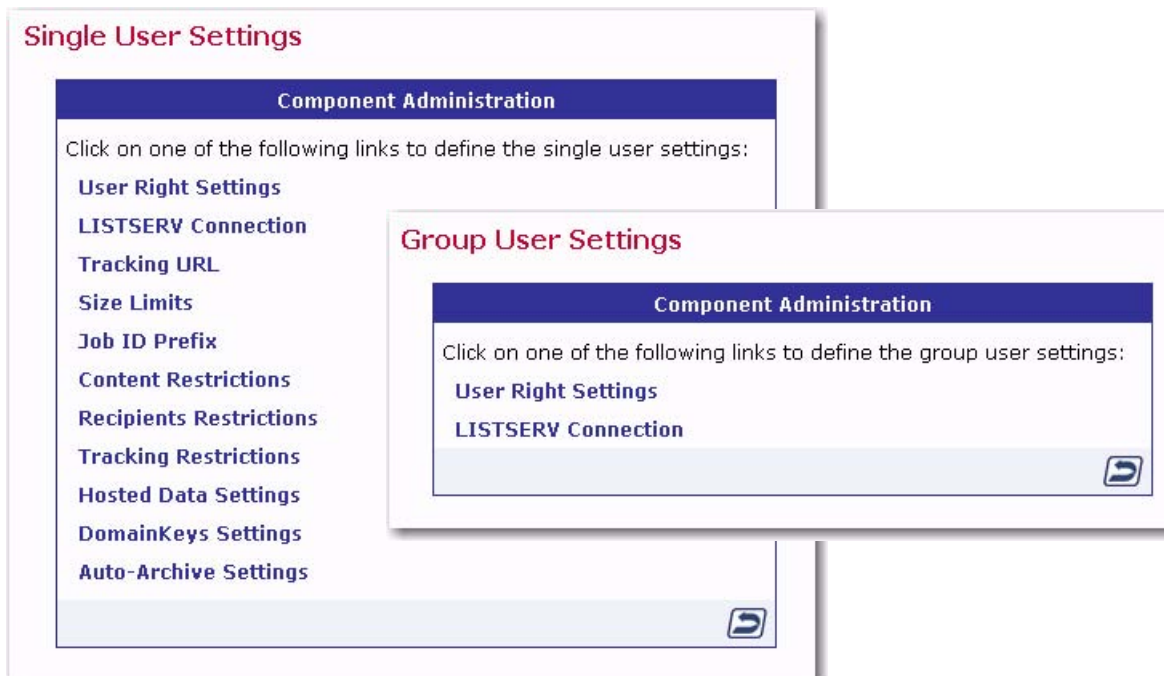 Single User Settings
Component Administration
Click on one of the following links to define the single user settings:
User Right Settings
LISTSERV Connection
Tracking URL
Size Limits
Job ID Prefix
Content Restrictions
Recipients Restrictions
Tracking Restrictions
Hosted Data Settings
DomainKeys Settings
Auto-Archive Settings
Group User Settings
Component Administration
Click on one of the following links to define the group user settings:
User Right Settings
LISTSERV Connection